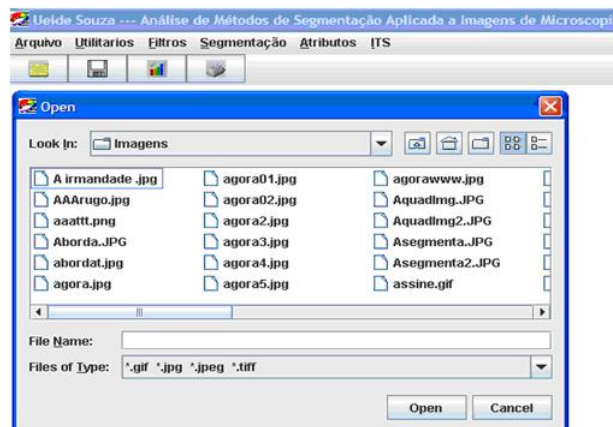 Ueide Souza --- Análise de Métodos de Segmentação Aplicada a Imagens de Microscopi
Arquivo Utilitarios Filtros Segmentação Atributos ITS
Open
Look In: Imagens
A irmandade .jpg agora01.jpg agorawww.jpg
AAArugo.jpg agora02.jpg AquadImg.JPG
aaattt.png agora2.jpg AquadImg2.JPG
Aborda.JPG agora3.jpg Asegmenta.JPG
abordat.jpg agora4.jpg Asegmenta2.JPG
agora.jpg agora5.jpg assine.gif
File Name:
Files of Type: *.gif *.jpg *.jpeg *.tiff
Open Cancel